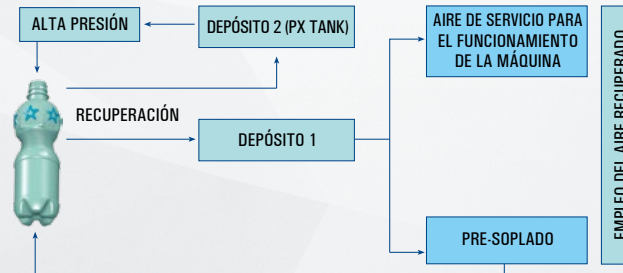 ALTA PRESIÓN
DEPÓSITO 2 (PX TANK)
AIRE DE SERVICIO PARA
EL FUNCIONAMIENTO
DE LA MÁQUINA
RECUPERACIÓN
DEPÓSITO 1
PRE-SOPLADO
EMPLEO DEL AIRE RECUPERADO